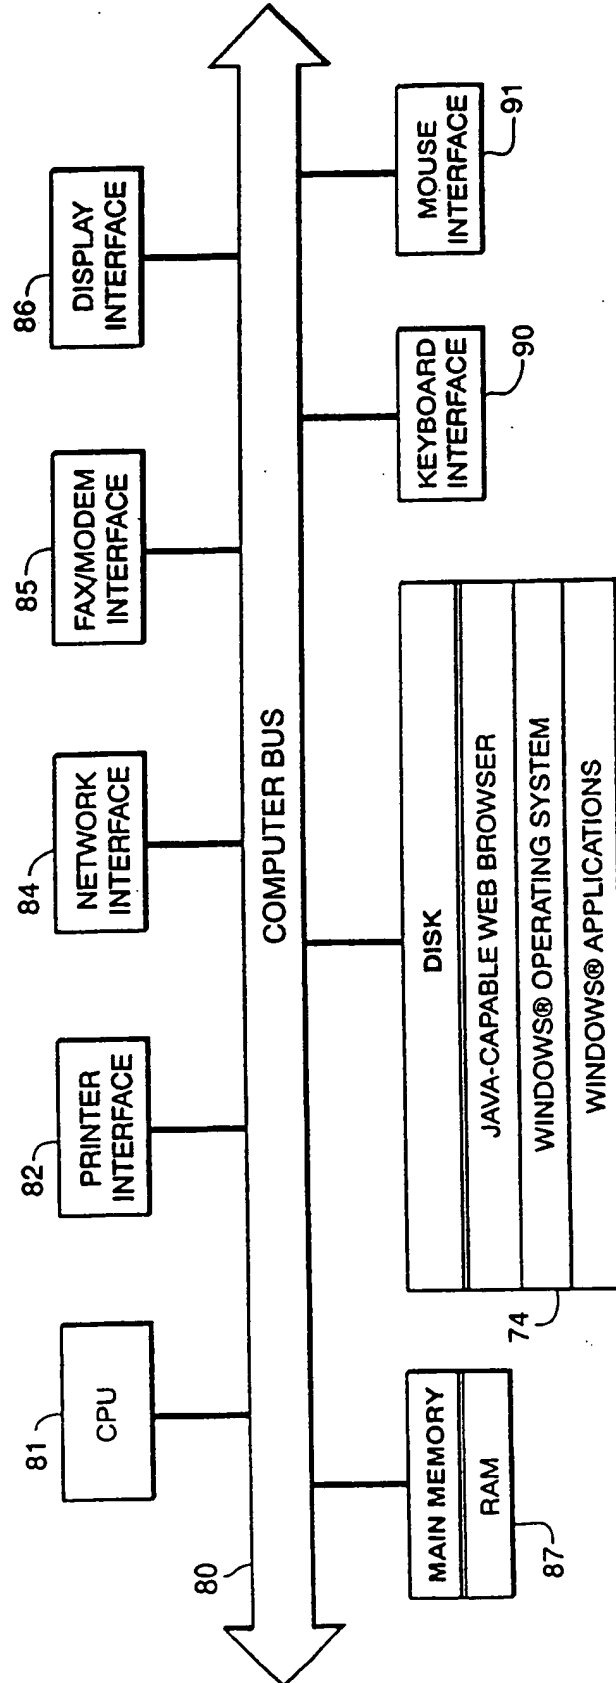 81
CPU
82
PRINTER
INTERFACE
84
NETWORK
INTERFACE
85
FAX/MODEM
INTERFACE
86
DISPLAY
INTERFACE
80
COMPUTER BUS
MAIN MEMORY
RAM
87
DISK
JAVA-CAPABLE WEB BROWSER
WINDOWS® OPERATING SYSTEM
WINDOWS® APPLICATIONS
74
KEYBOARD
INTERFACE
90
MOUSE
INTERFACE
91